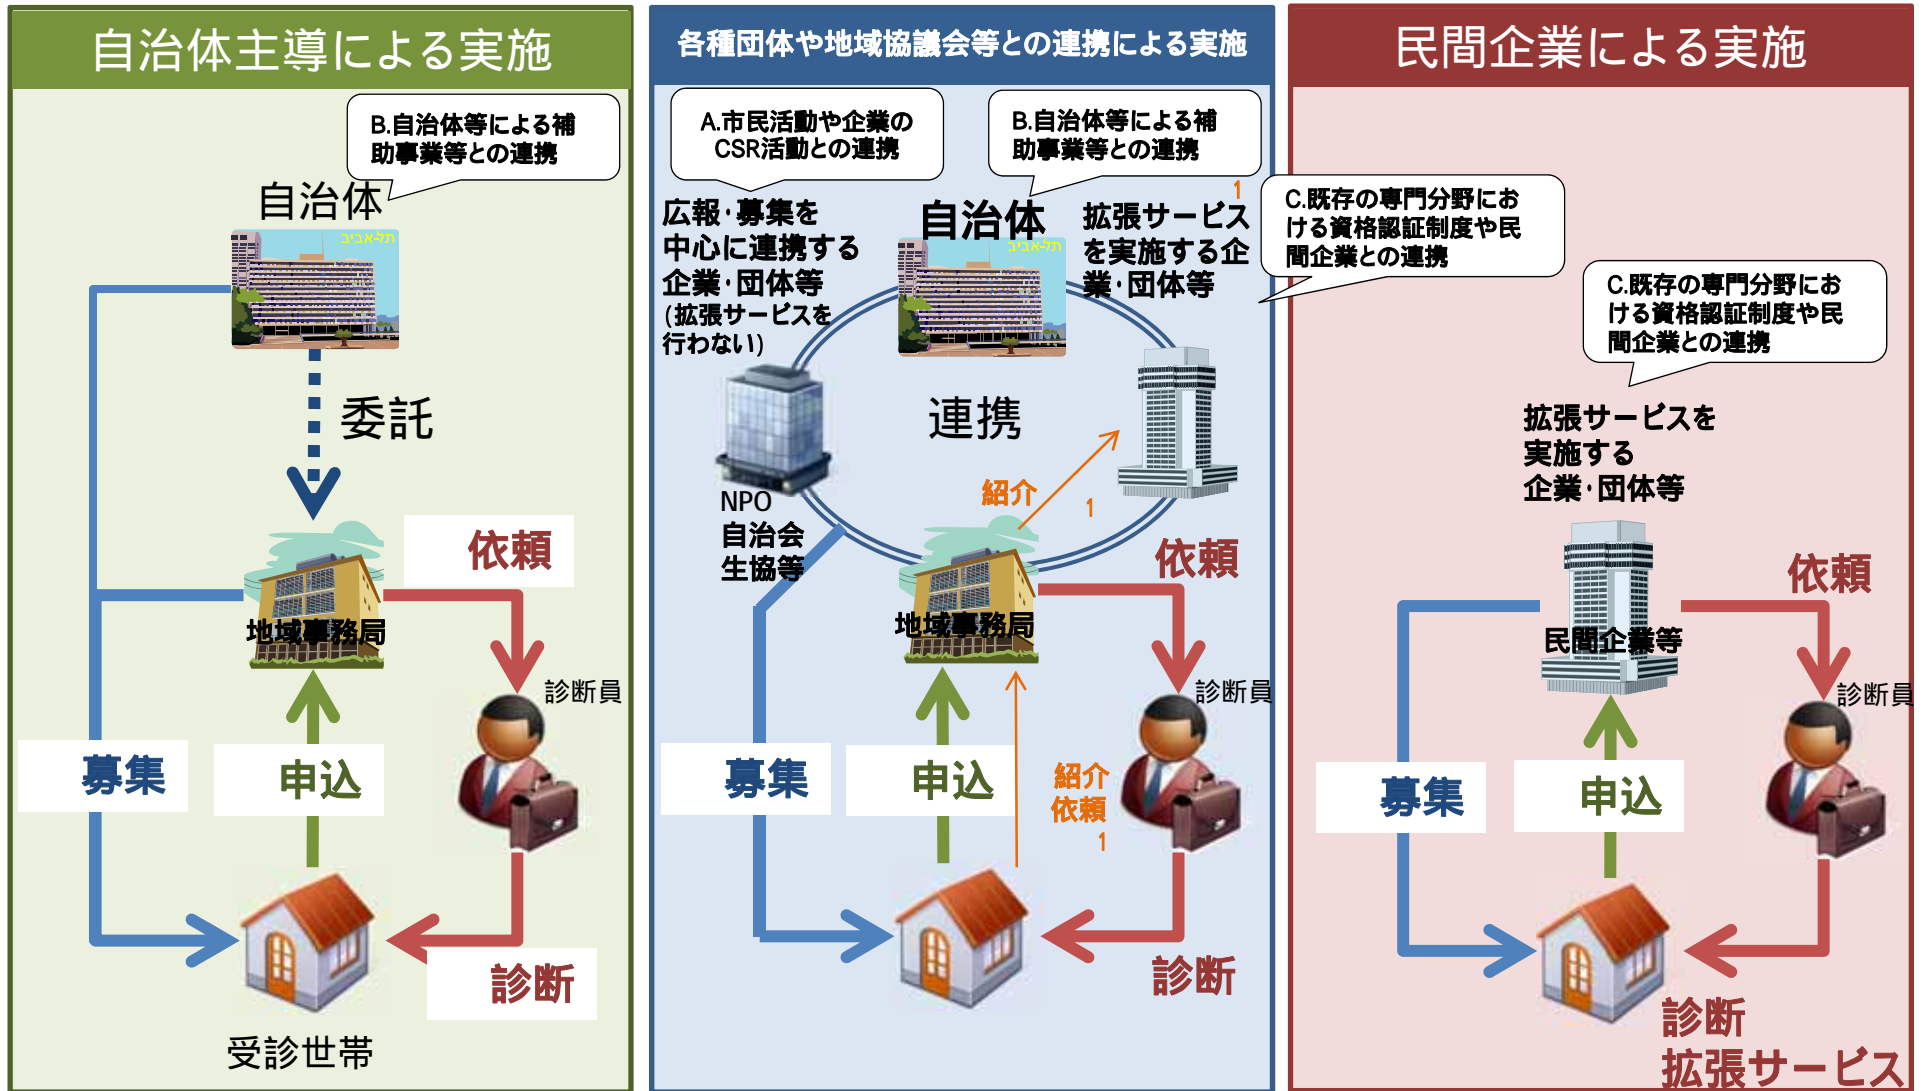 自治体主導による実施
B.自治体等による補
助事業等との連携
自治体
תל-אביב
委託
依頼
地域事務局
診断員
募集
申込
診断
受診世帯
各種団体や地域協議会等との連携による実施
A.市民活動や企業の
CSR活動との連携
B.自治体等による補
助事業等との連携
1
広報・募集を
中心に連携する
企業・団体等
(拡張サービスを
行わない)
自治体
תל-אביב
拡張サービス
を実施する企
業・団体等
C.既存の専門分野にお
ける資格認証制度や民
間企業との連携
連携
紹介
1
NPO
自治会
生協等
依頼
地域事務局
診断員
募集
申込
紹介
依頼
1
診断
民間企業による実施
C.既存の専門分野にお
ける資格認証制度や民
間企業との連携
拡張サービスを
実施する
企業・団体等
依頼
民間企業等
診断員
募集
申込
診断
拡張サービス